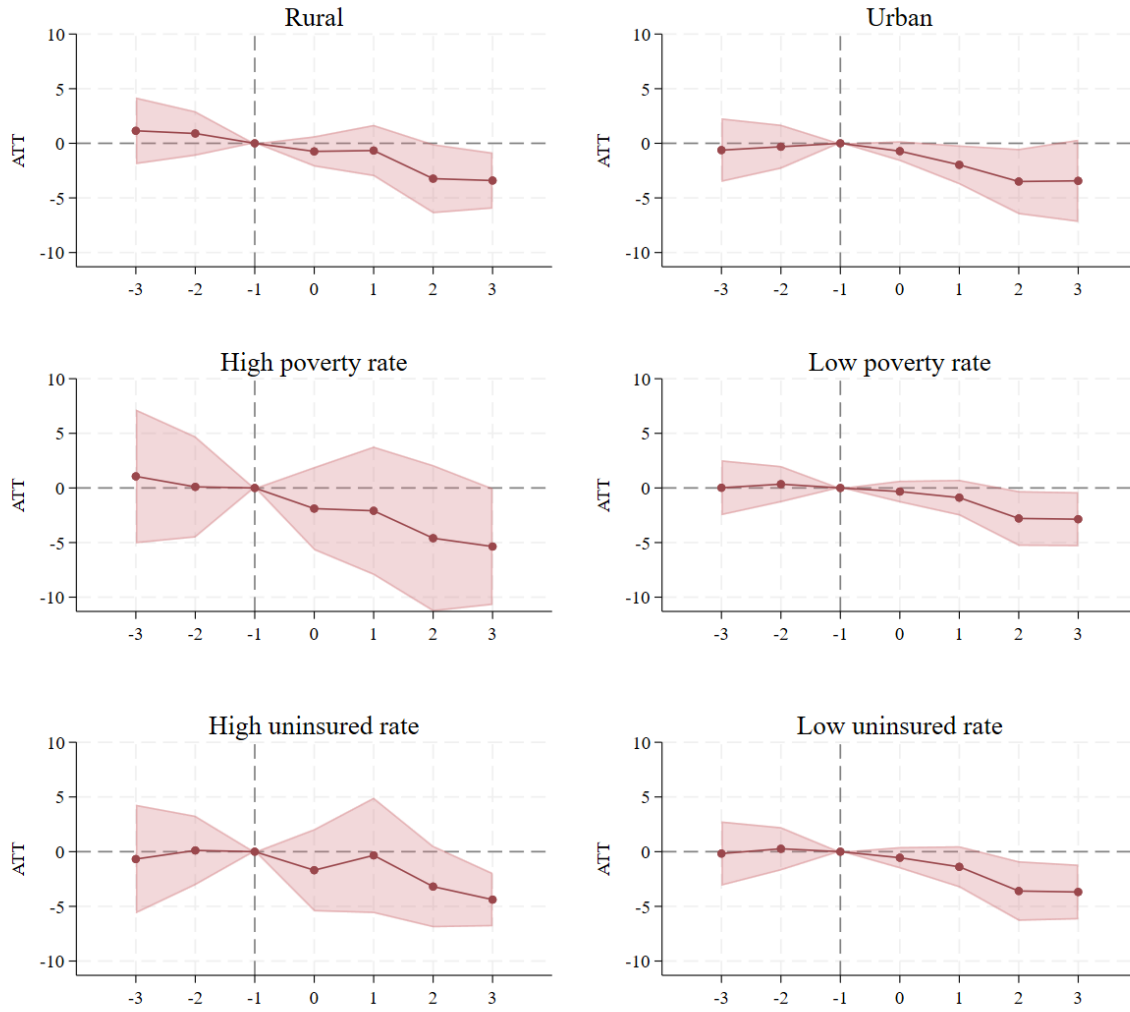 Rural
10
5
0
-5
-10
ATT
-3 -2 -1 0 1 2 3
Urban
10
5
0
-5
-10
ATT
-3 -2 -1 0 1 2 3
High poverty rate
10
5
0
-5
-10
ATT
-3 -2 -1 0 1 2 3
Low poverty rate
10
5
0
-5
-10
ATT
-3 -2 -1 0 1 2 3
High uninsured rate
10
5
0
-5
-10
ATT
-3 -2 -1 0 1 2 3
Low uninsured rate
10
5
0
-5
-10
ATT
-3 -2 -1 0 1 2 3